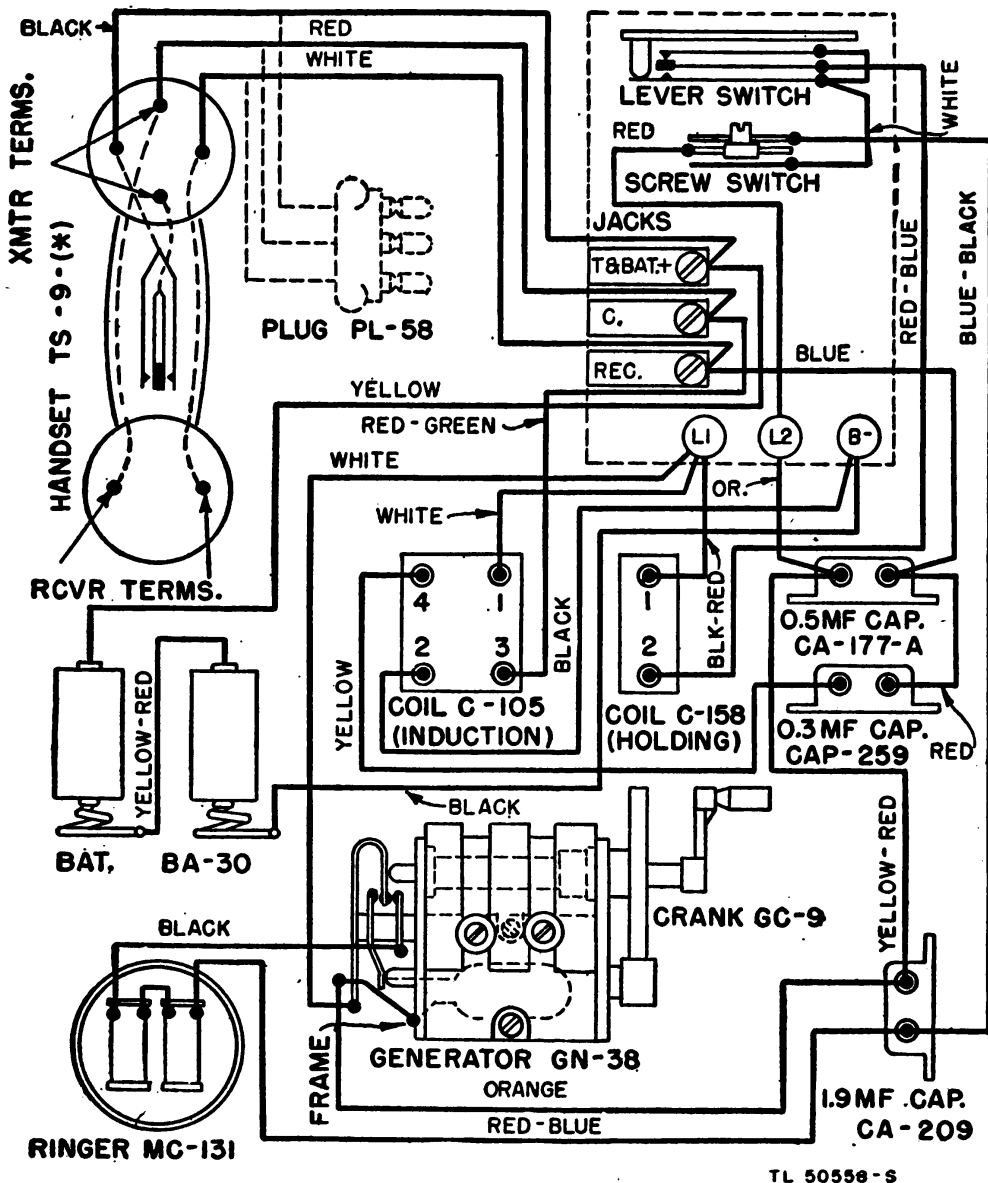 BLACK
RED
WHITE
XMTR TERMS.
HANDSET TS-9-(*)
PLUG PL-58
LEVER SWITCH
WHITE
RED
SCREW SWITCH
JACKS
T&BAT.+
C.
REC.
BLUE
RED-BLUE
BLUE-BLACK
YELLOW
RED-GREEN
WHITE
L1
L2
B-
OR.
WHITE
RCVR TERMS.
4
1
2
3
COIL C-105
(INDUCTION)
BLACK
1
2
COIL C-158
(HOLDING)
BLK-RED
0.5MF CAP.
CA-177-A
0.3MF CAP.
CAP-259
RED
YELLOW
YELLOW-RED
BAT.
BA-30
BLACK
CRANK GC-9
YELLOW-RED
BLACK
FRAME
GENERATOR GN-38
ORANGE
RED-BLUE
RINGER MC-131
1.9MF.CAP.
CA-209
TL 50558-S